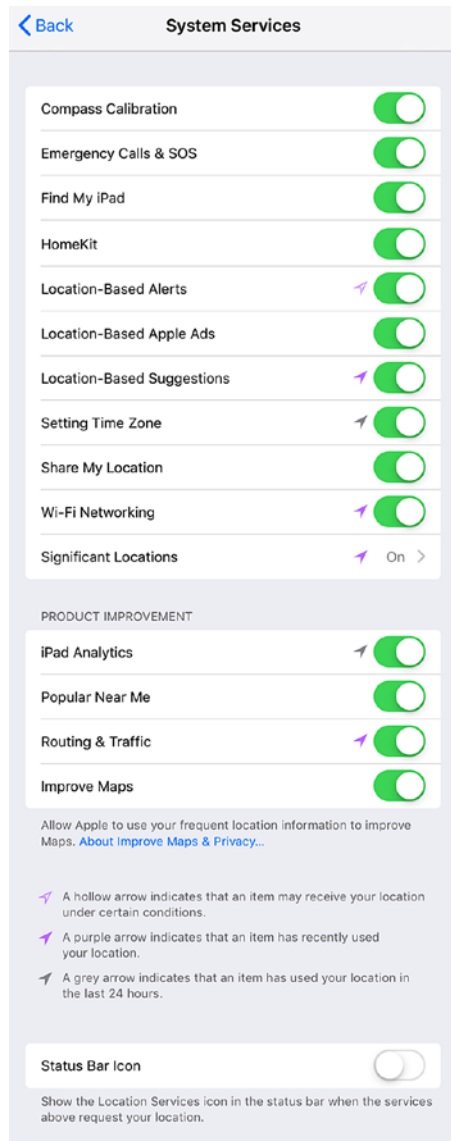 Back
System Services
Compass Calibration
Emergency Calls & SOS
Find My iPad
HomeKit
Location-Based Alerts
Location-Based Apple Ads
Location-Based Suggestions
Setting Time Zone
Share My Location
Wi-Fi Networking
Significant Locations On
PRODUCT IMPROVEMENT
iPad Analytics
Popular Near Me
Routing & Traffic
Improve Maps
Allow Apple to use your frequent location information to improve
Maps. About Improve Maps & Privacy...
A hollow arrow indicates that an item may receive your location
under certain conditions.
A purple arrow indicates that an item has recently used
your location.
A grey arrow indicates that an item has used your location in
the last 24 hours.
Status Bar Icon
Show the Location Services icon in the status bar when the services
above request your location.